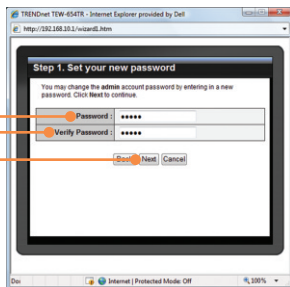 TRENDnet TEW-654TR - Internet Explorer provided by Dell
http://192.168.10.1/wizard1.htm
Step 1. Set your new password
You may change the admin account password by entering in a new
password. Click Next to continue.
Password : •••••
Verify Password : •••••
Back Next Cancel
Internet | Protected Mode: Off 100%